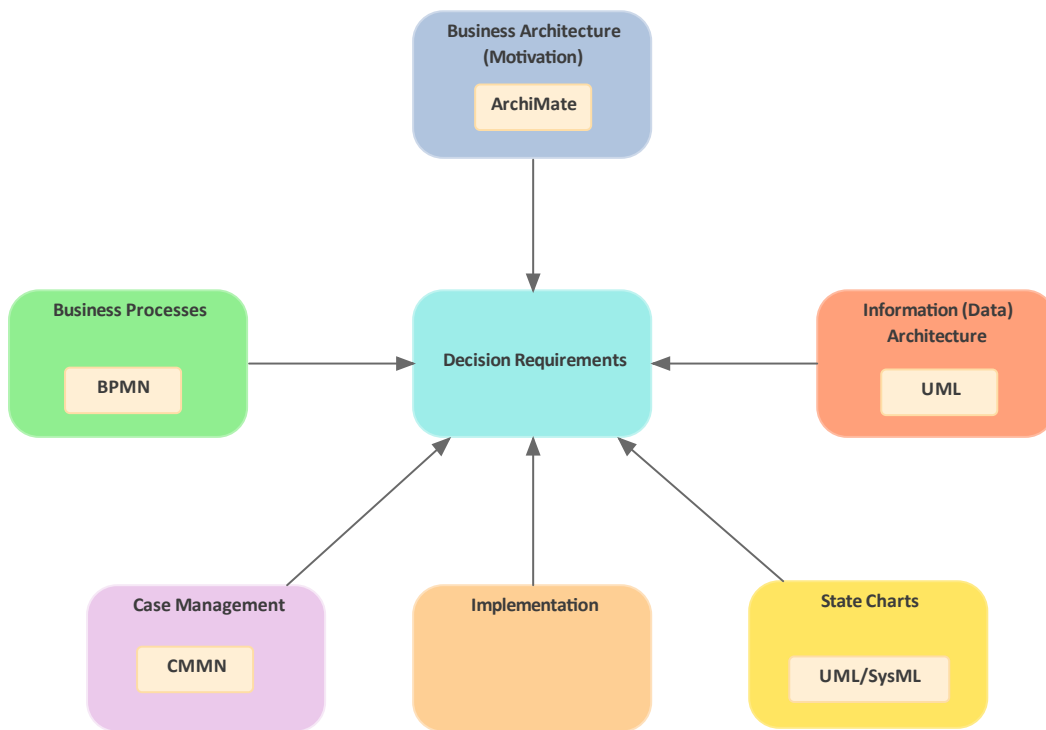 Business Architecture
(Motivation)
ArchiMate
Business Processes
BPMN
Decision Requirements
Information (Data)
Architecture
UML
Case Management
CMMN
Implementation
State Charts
UML/SysML